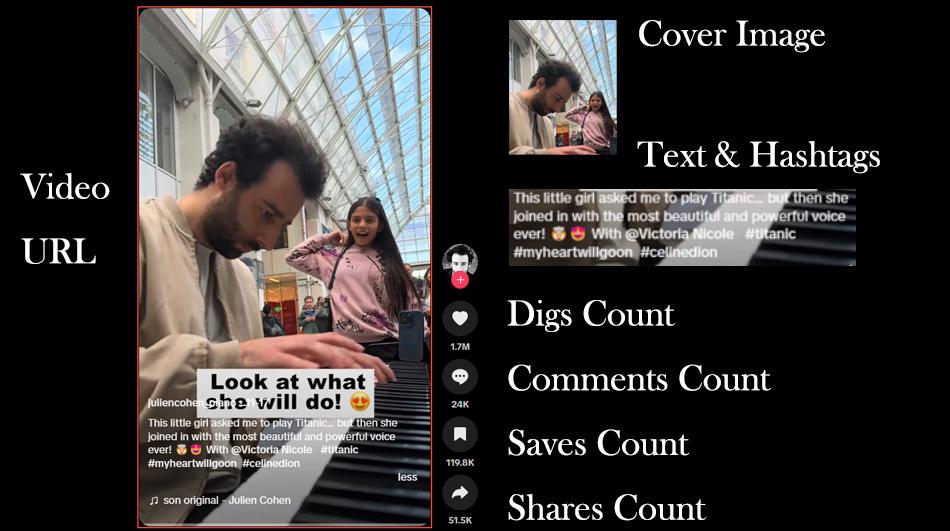 Video
URL
Look at what
she will do! 😍
juliencohen_piano
This little girl asked me to play Titanic... but then she
joined in with the most beautiful and powerful voice
ever! 🤯😍 With @Victoria Nicole #titanic
#myheartwillgoon #celinedion
less
♫ son original - Julien Cohen
1.7M
24K
119.8K
51.5K
Cover Image
Text & Hashtags
This little girl asked me to play Titanic... but then she
joined in with the most beautiful and powerful voice
ever! 🤯😍 With @Victoria Nicole #titanic
#myheartwillgoon #celinedion
Digs Count
Comments Count
Saves Count
Shares Count